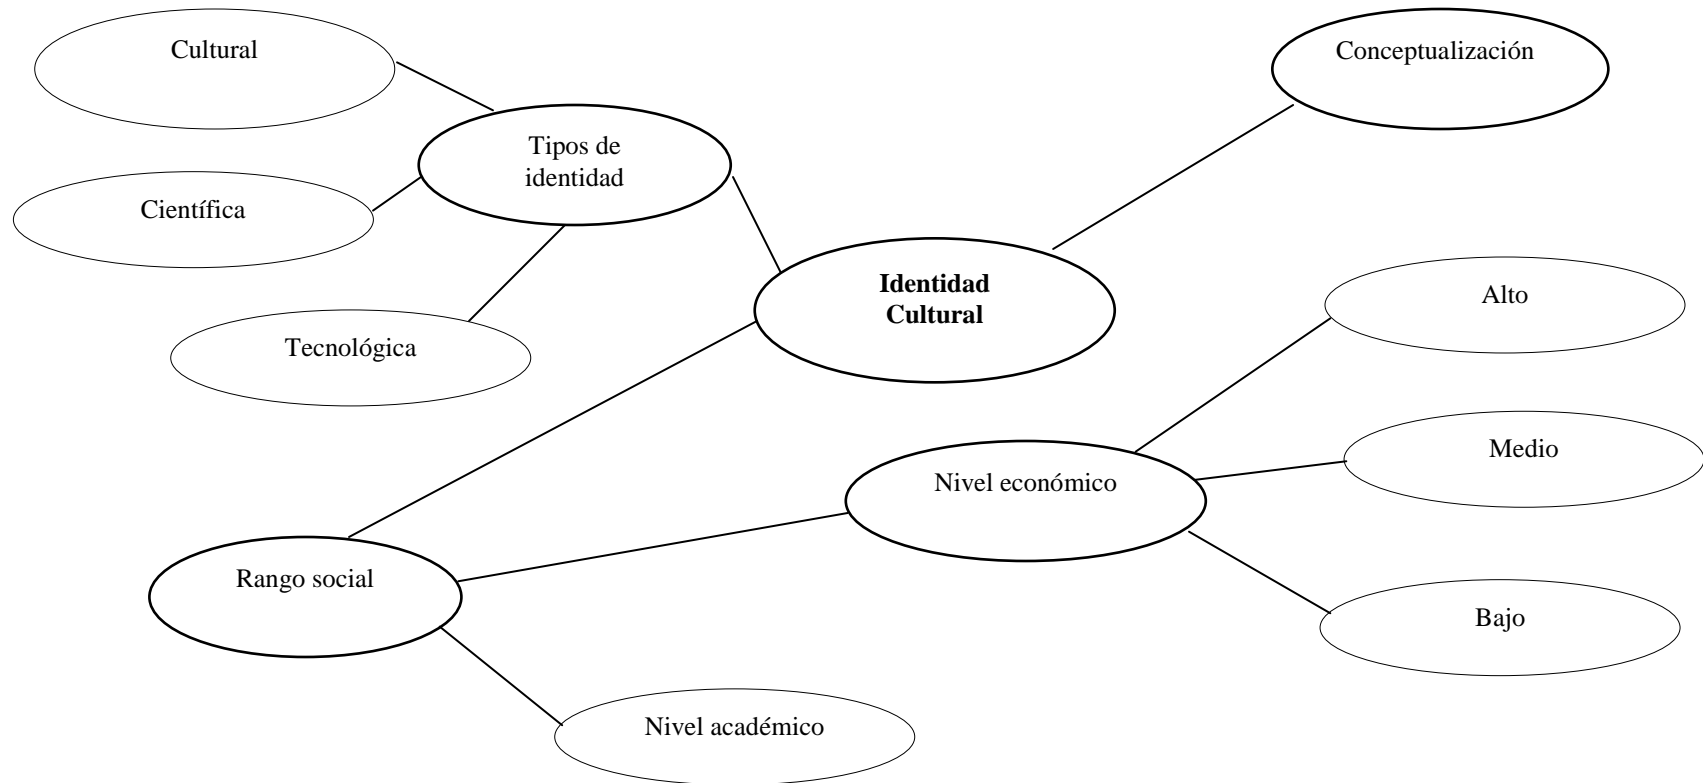 Cultural
Conceptualización
Tipos de
identidad
Científica
Identidad
Cultural
Alto
Tecnológica
Medio
Nivel económico
Rango social
Bajo
Nivel académico